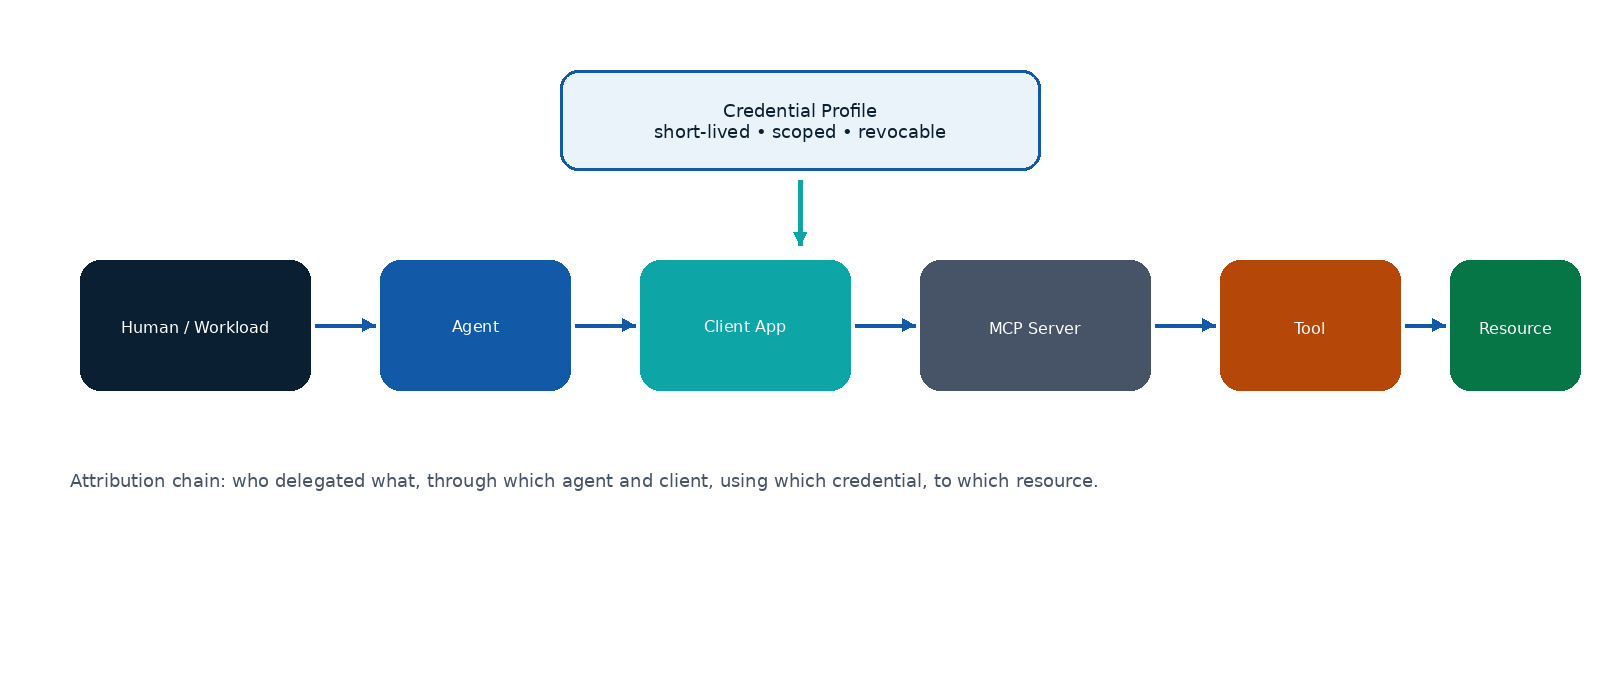 Credential Profile
short-lived • scoped • revocable
Human / Workload
Agent
Client App
MCP Server
Tool
Resource
Attribution chain: who delegated what, through which agent and client, using which credential, to which resource.